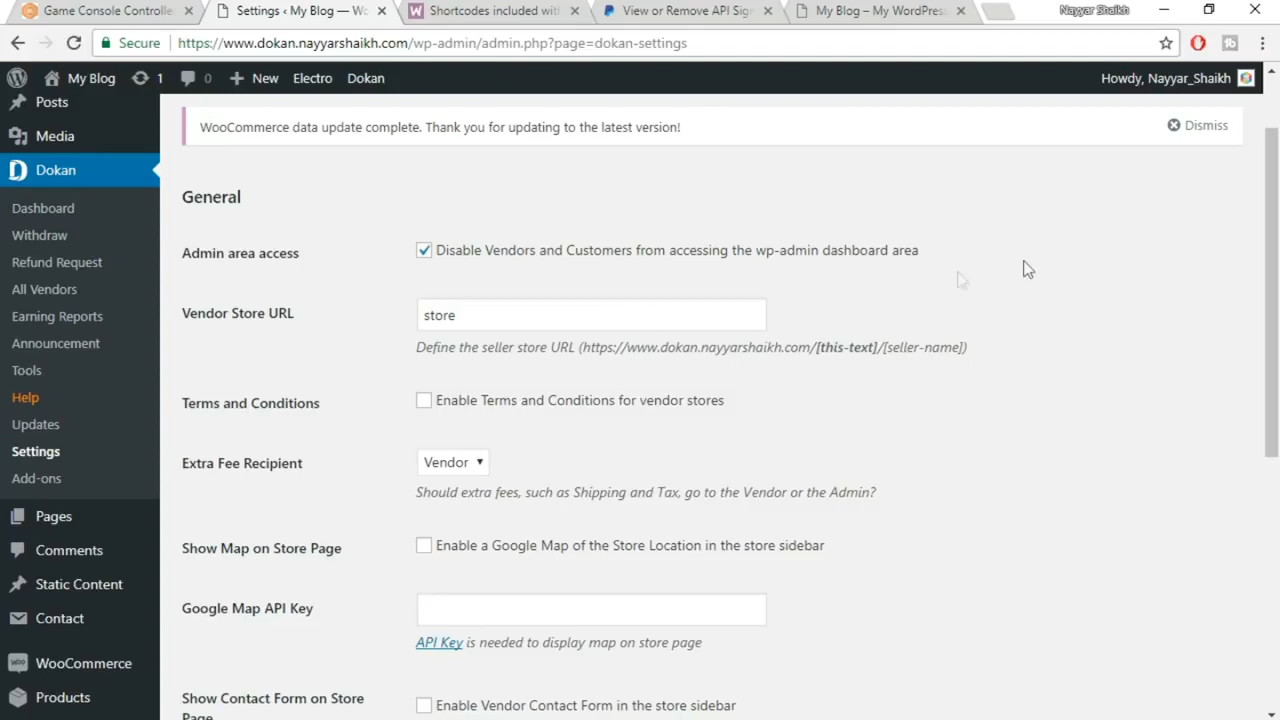 Game Console Controlle
Settings ‹ My Blog — Wo
Shortcodes included wit
View or Remove API Sig
My Blog – My WordPres
Nayyar Shaikh
Secure
https://www.dokan.nayyarshaikh.com/wp-admin/admin.php?page=dokan-settings
My Blog
1
0
New
Electro
Dokan
Howdy, Nayyar_Shaikh
Posts
Media
Dokan
Dashboard
Withdraw
Refund Request
All Vendors
Earning Reports
Announcement
Tools
Help
Updates
Settings
Add-ons
Pages
Comments
Static Content
Contact
WooCommerce
Products
WooCommerce data update complete. Thank you for updating to the latest version!
Dismiss
General
Admin area access
Disable Vendors and Customers from accessing the wp-admin dashboard area
Vendor Store URL
store
Define the seller store URL (https://www.dokan.nayyarshaikh.com/[this-text]/[seller-name])
Terms and Conditions
Enable Terms and Conditions for vendor stores
Extra Fee Recipient
Vendor
Should extra fees, such as Shipping and Tax, go to the Vendor or the Admin?
Show Map on Store Page
Enable a Google Map of the Store Location in the store sidebar
Google Map API Key
API Key is needed to display map on store page
Show Contact Form on Store
Page
Enable Vendor Contact Form in the store sidebar